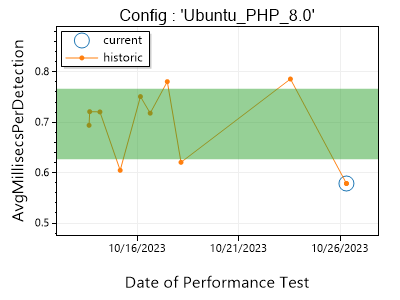 Config : 'Ubuntu_PHP_8.0'
current
historic
AvgMillisecsPerDetection
0.8
0.7
0.6
0.5
10/16/2023
10/21/2023
10/26/2023
Date of Performance Test